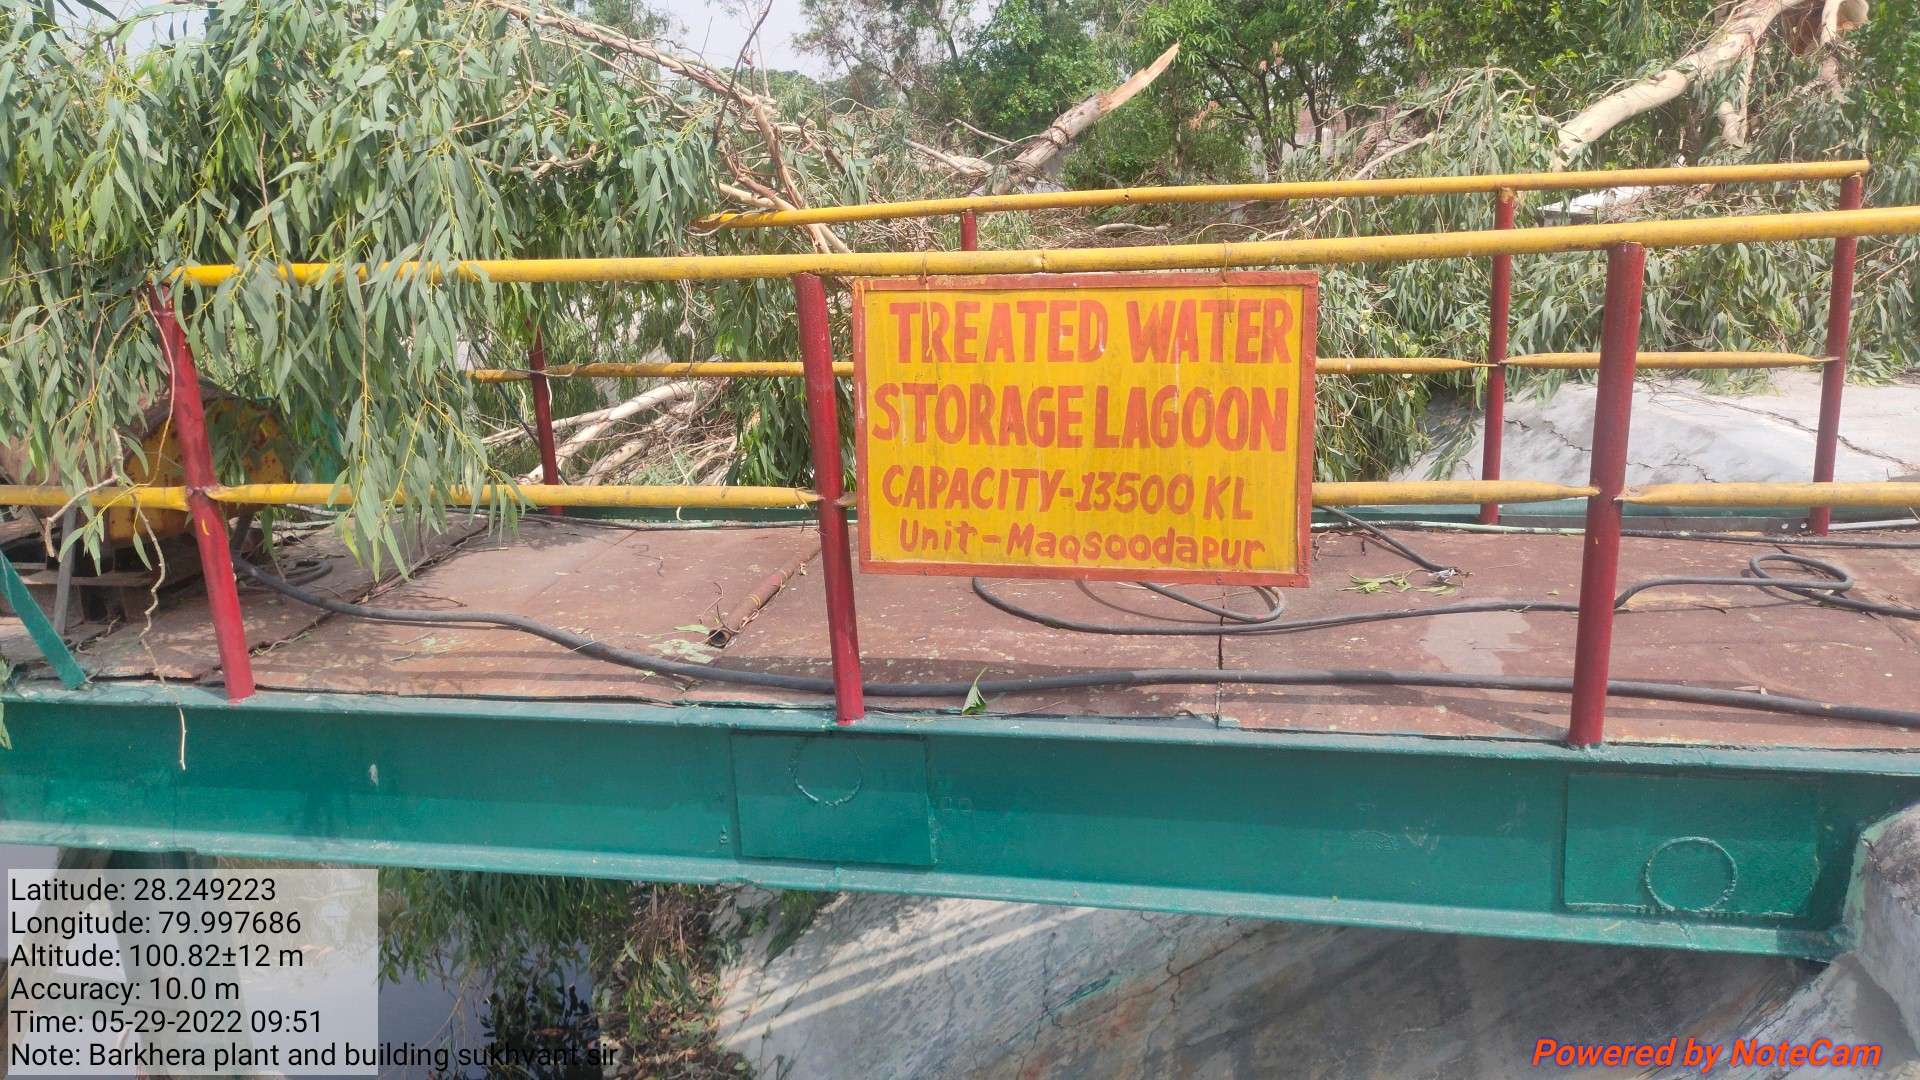 TREATED WATER
STORAGE LAGOON
CAPACITY-13500 KL
Unit-Maqsoodapur
Latitude: 28.249223
Longitude: 79.997686
Altitude: 100.82±12 m
Accuracy: 10.0 m
Time: 05-29-2022 09:51
Note: Barkhera plant and building sukhvant sir
Powered by NoteCam